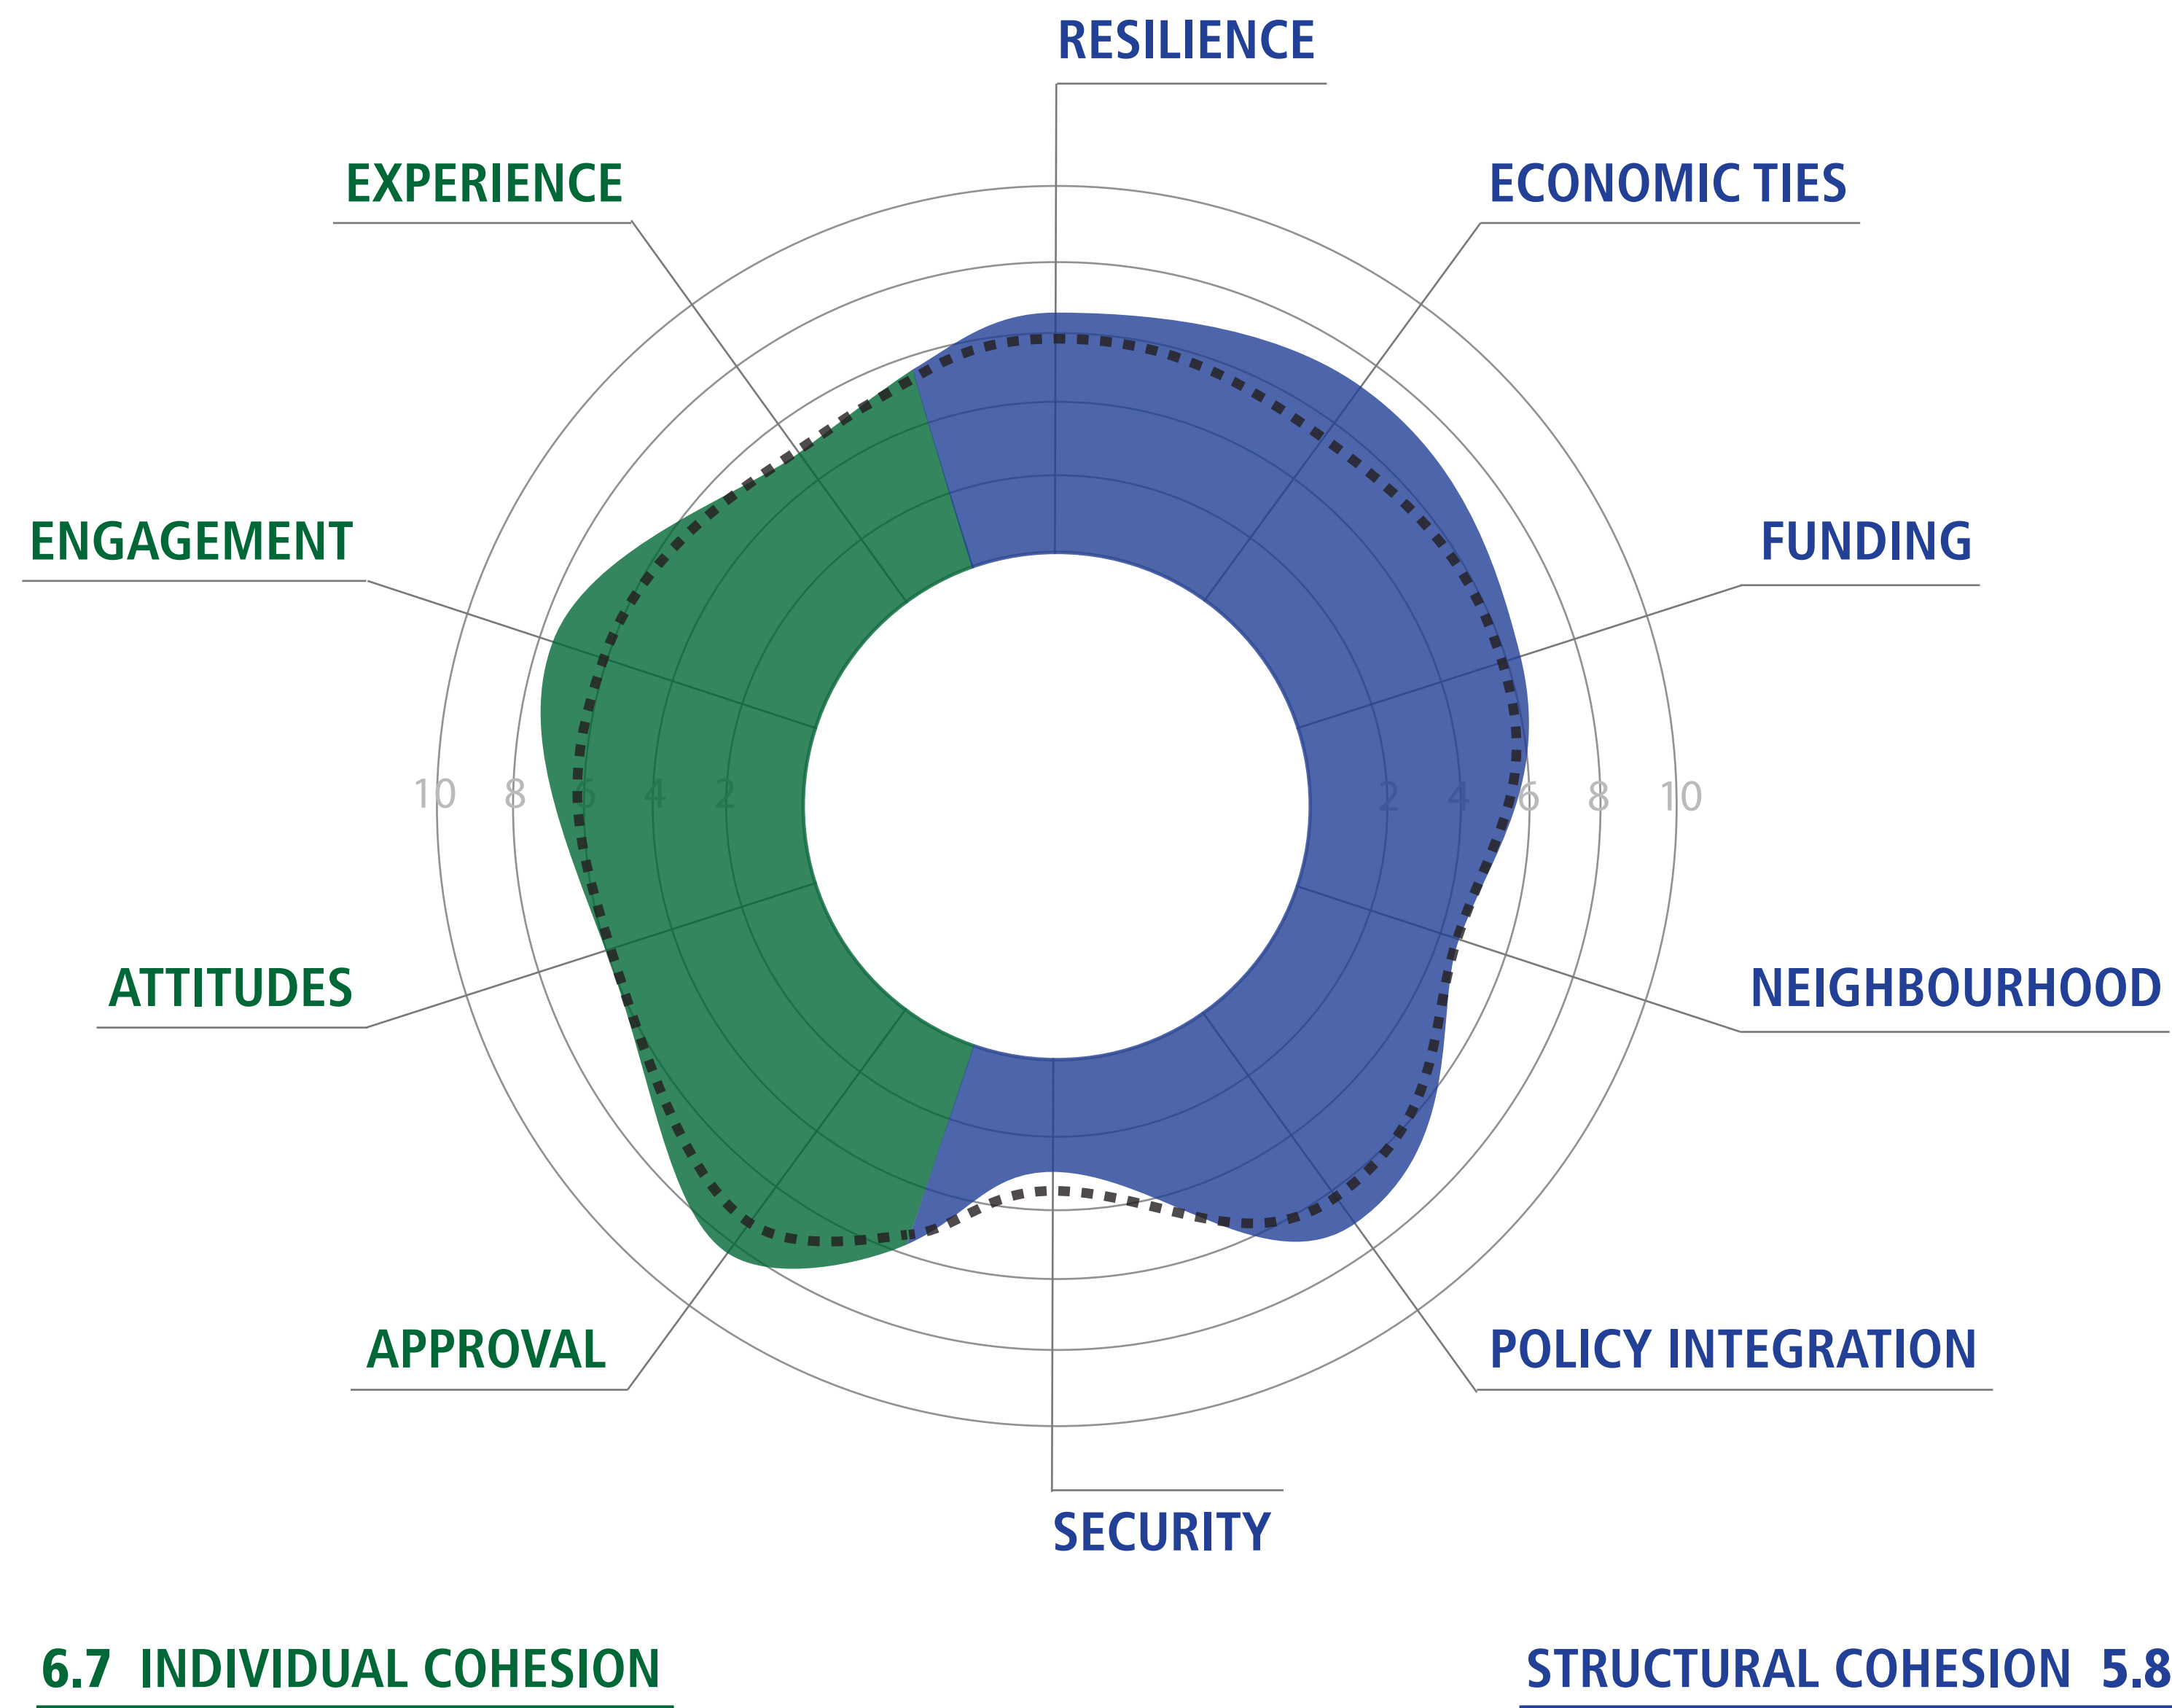 RESILIENCE
EXPERIENCE
ECONOMIC TIES
ENGAGEMENT
FUNDING
10 8 6 4 2 2 4 6 8 10
ATTITUDES
NEIGHBOURHOOD
APPROVAL
POLICY INTEGRATION
SECURITY
6.7 INDIVIDUAL COHESION
STRUCTURAL COHESION 5.8